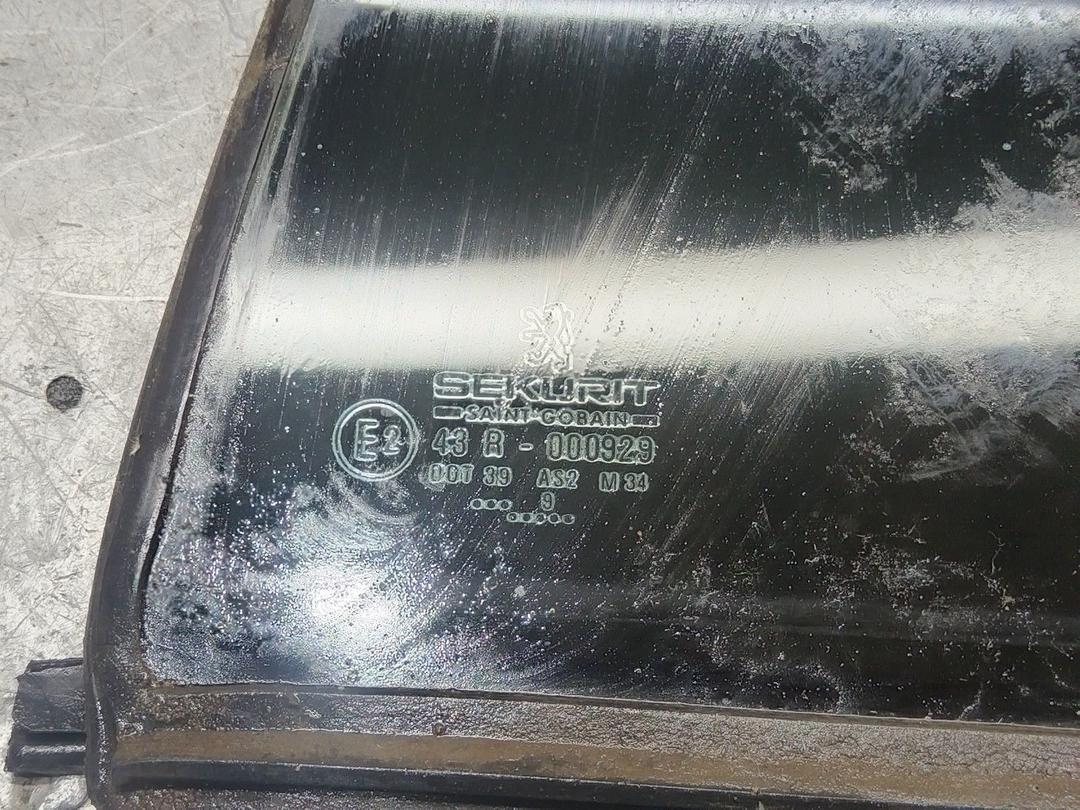 SEKURIT
SAINT-GOBAIN
E2 43 R - 000929
DOT 39 AS2 M 34
9